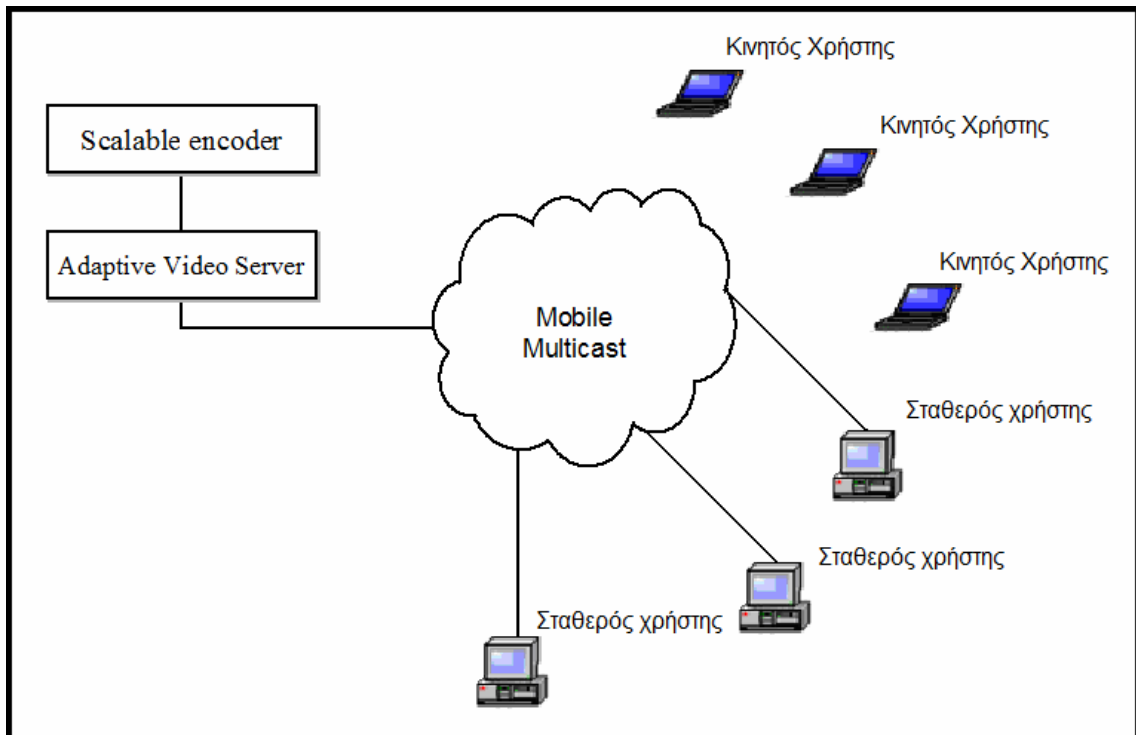 Κινητός Χρήστης
Κινητός Χρήστης
Scalable encoder
Adaptive Video Server
Κινητός Χρήστης
Mobile
Multicast
Σταθερός χρήστης
Σταθερός χρήστης
Σταθερός χρήστης